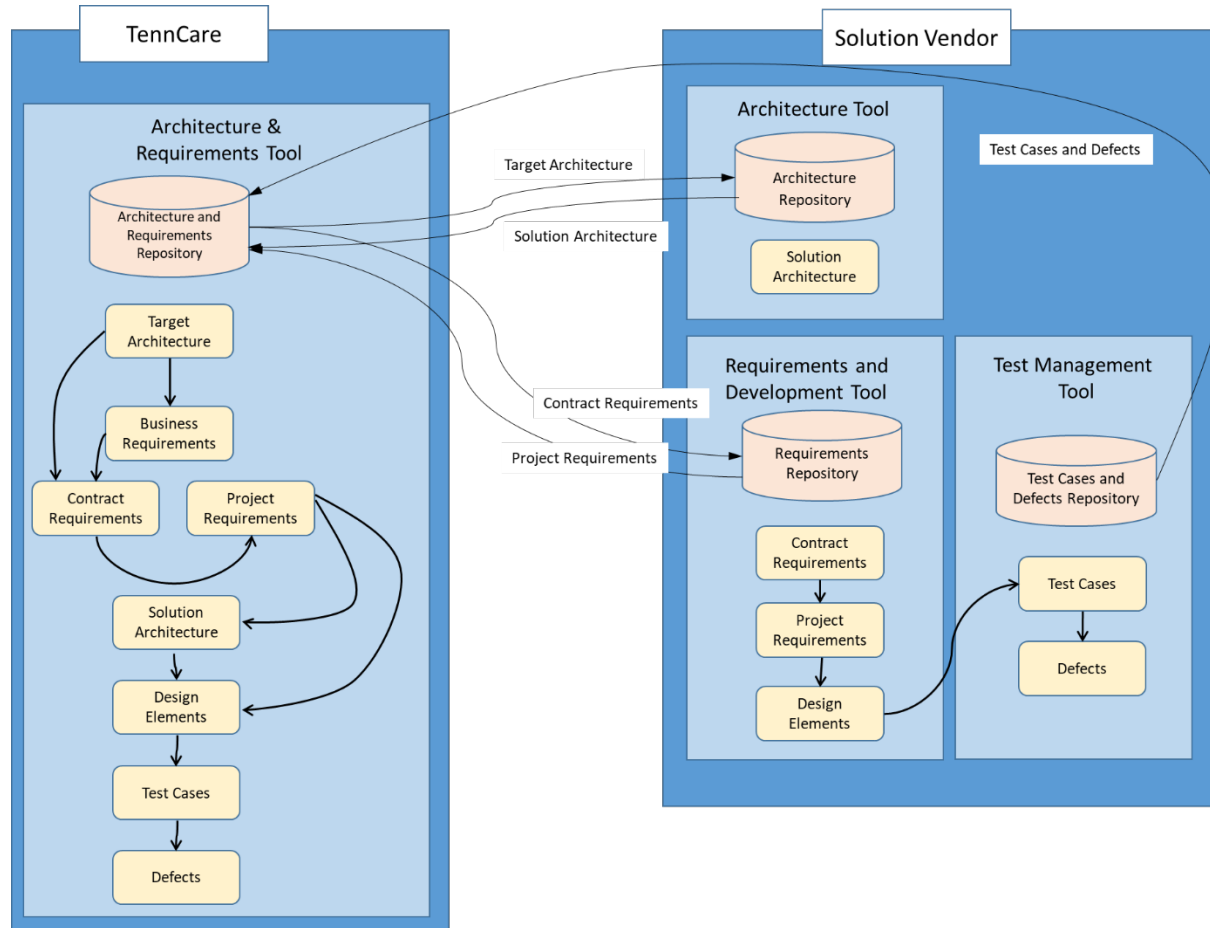 TennCare
Solution Vendor
Architecture &
Requirements Tool
Architecture and
Requirements
Repository
Target
Architecture
Business
Requirements
Contract
Requirements
Project
Requirements
Solution
Architecture
Design
Elements
Test Cases
Defects
Target Architecture
Solution Architecture
Contract Requirements
Project Requirements
Test Cases and Defects
Architecture Tool
Architecture
Repository
Solution
Architecture
Requirements and
Development Tool
Requirements
Repository
Contract
Requirements
Project
Requirements
Design
Elements
Test Management
Tool
Test Cases and
Defects Repository
Test Cases
Defects